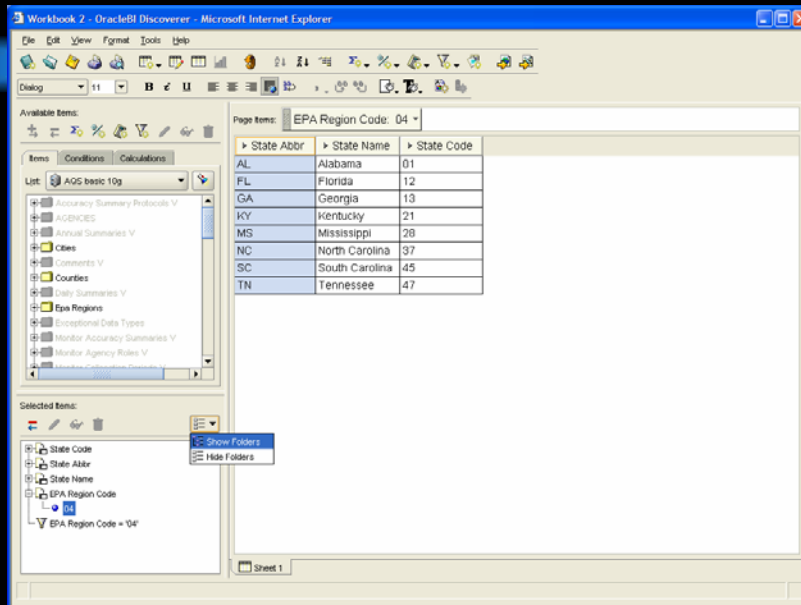 Workbook 2 - OracleBI Discoverer - Microsoft Internet Explorer
File Edit View Format Tools Help
Dialog 11 B i U
Available Items:
Items Conditions Calculations
List: AQS basic 10g
Accuracy Summary Protocols V
AGENCIES
Annual Summaries V
Cities
Comments V
Counties
Daily Summaries V
Epa Regions
Exceptional Data Types
Monitor Accuracy Summaries V
Monitor Agency Roles V
Monitor Collection Periods V
Selected Items:
Show Folders
Hide Folders
State Code
State Abbr
State Name
EPA Region Code
04
EPA Region Code = '04'
Page Items: EPA Region Code: 04
State Abbr State Name State Code
AL Alabama 01
FL Florida 12
GA Georgia 13
KY Kentucky 21
MS Mississippi 28
NC North Carolina 37
SC South Carolina 45
TN Tennessee 47
Sheet 1